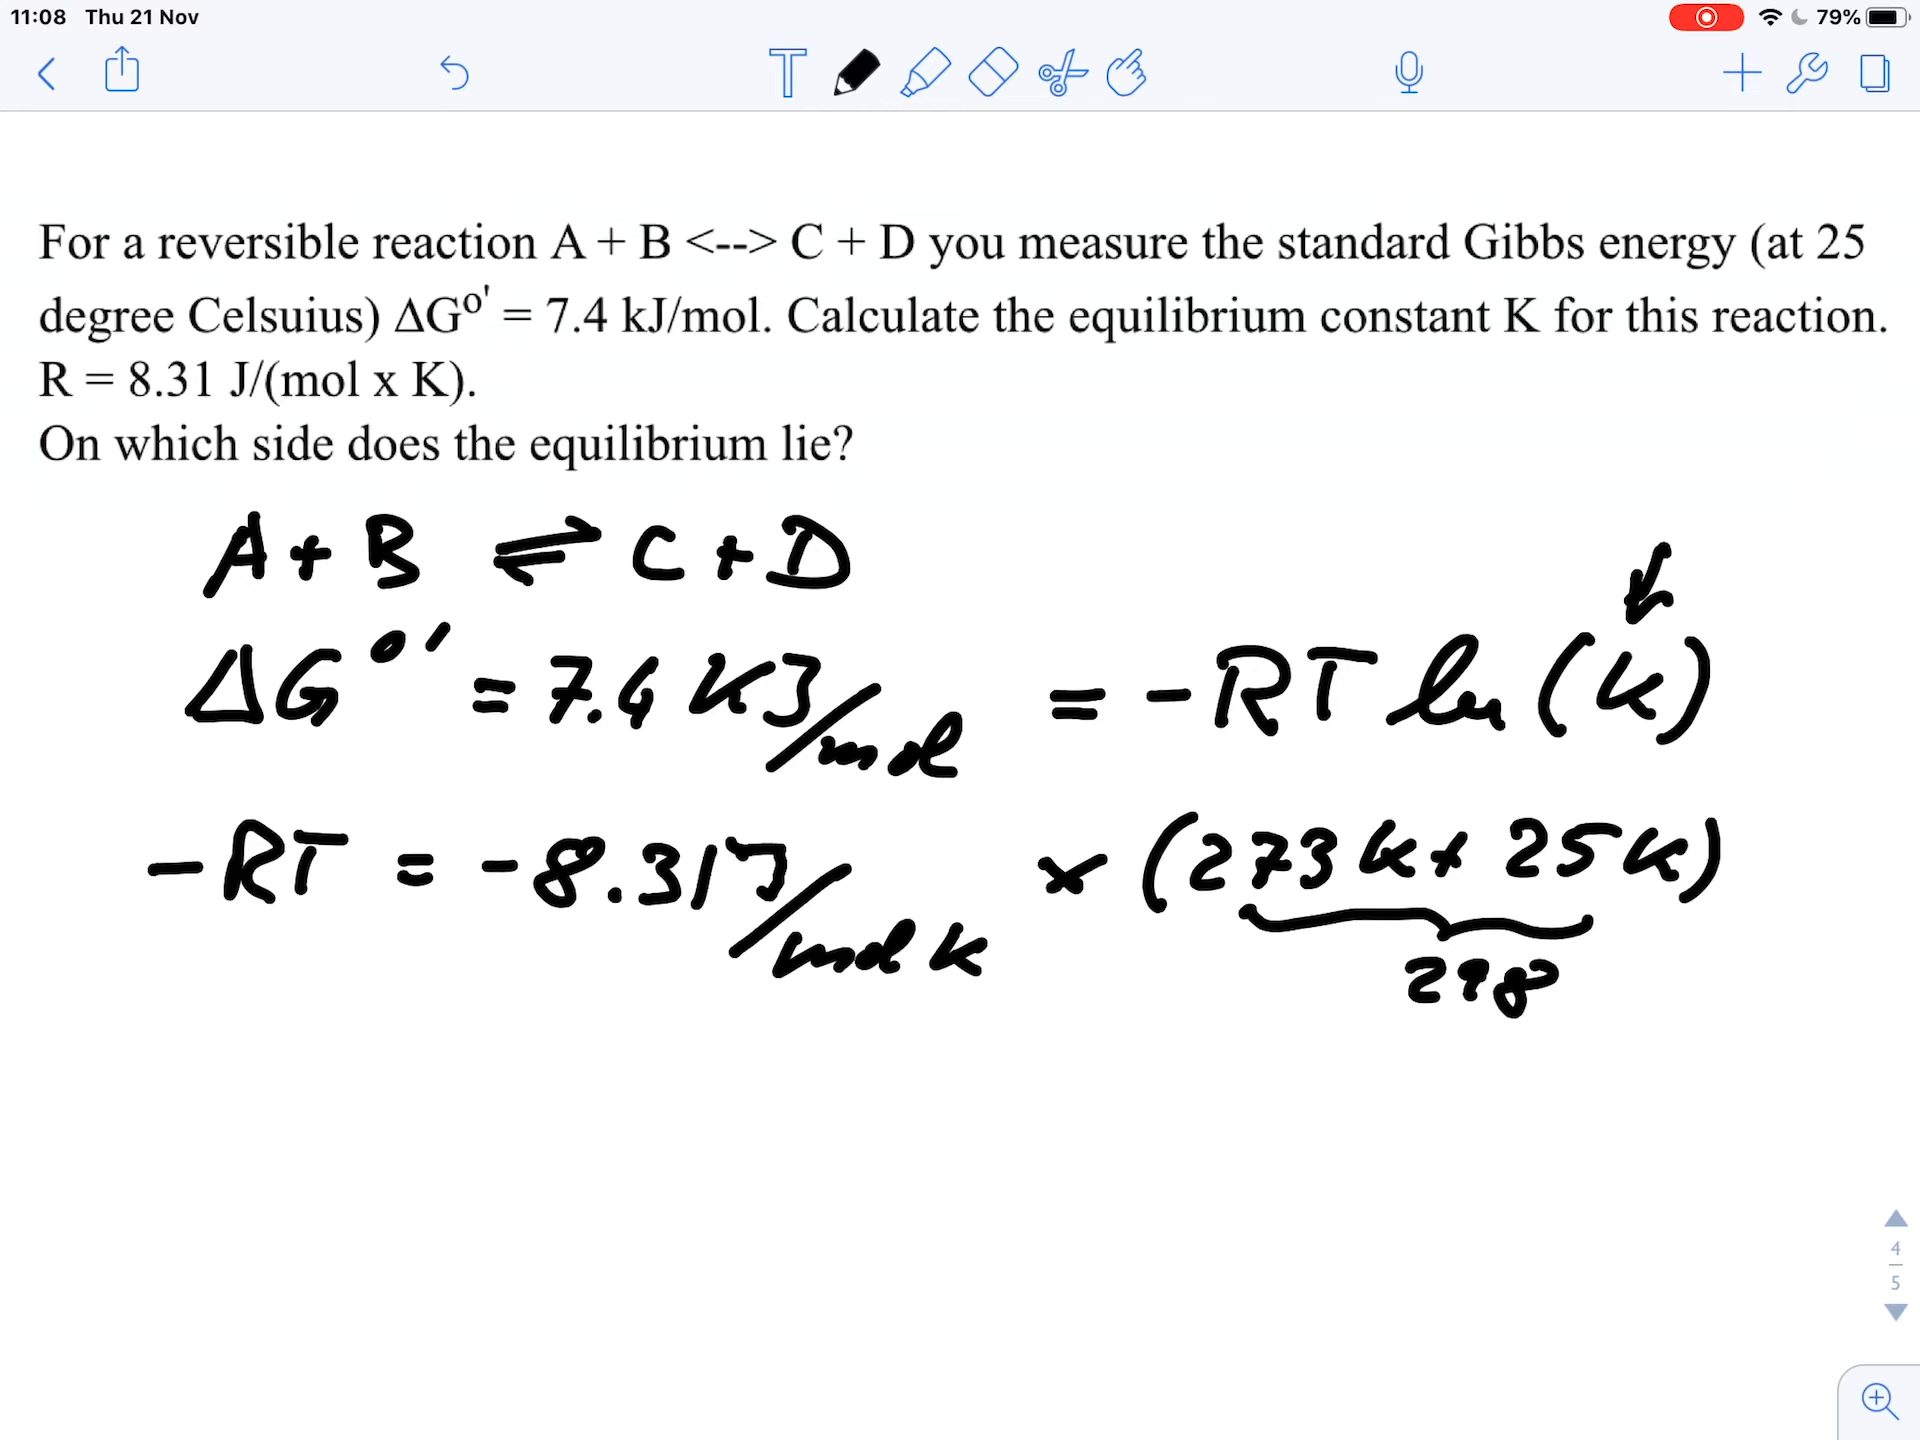 11:08 Thu 21 Nov 79%
T
For a reversible reaction A + B <--> C + D you measure the standard Gibbs energy (at 25
degree Celsuius) ΔG°' = 7.4 kJ/mol. Calculate the equilibrium constant K for this reaction.
R = 8.31 J/(mol x K).
On which side does the equilibrium lie?
A + B ⇌ C + D
ΔG°' = 7.4 kJ/mol = -RT ln (K)
-RT = -8.31 J/mol K × (273 K + 25 K)
298
4
5